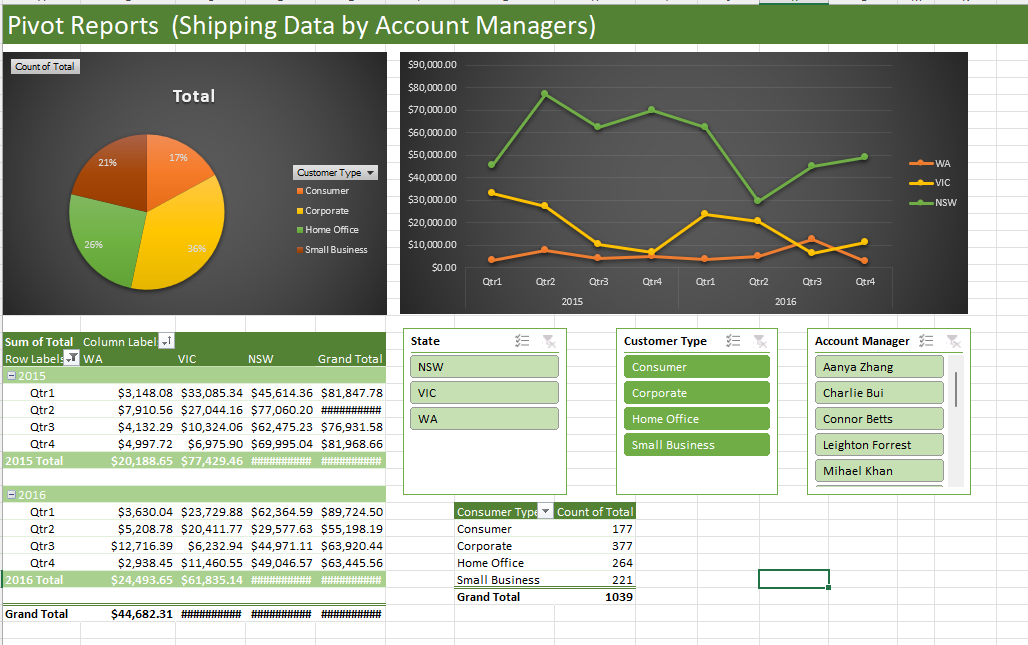 Pivot Reports (Shipping Data by Account Managers)
Count of Total
Total
17%
21%
36%
26%
Customer Type
Consumer
Corporate
Home Office
Small Business
$90,000.00
$80,000.00
$70,000.00
$60,000.00
$50,000.00
$40,000.00
$30,000.00
$20,000.00
$10,000.00
$0.00
Qtr1 Qtr2 Qtr3 Qtr4 Qtr1 Qtr2 Qtr3 Qtr4
2015 2016
WA
VIC
NSW
Sum of Total Column Label
Row Labels WA VIC NSW Grand Total
2015
Qtr1 $3,148.08 $33,085.34 $45,614.36 $81,847.78
Qtr2 $7,910.56 $27,044.16 $77,060.20 ##########
Qtr3 $4,132.29 $10,324.06 $62,475.23 $76,931.58
Qtr4 $4,997.72 $6,975.90 $69,995.04 $81,968.66
2015 Total $20,188.65 $77,429.46 ########## ##########
2016
Qtr1 $3,630.04 $23,729.88 $62,364.59 $89,724.50
Qtr2 $5,208.78 $20,411.77 $29,577.63 $55,198.19
Qtr3 $12,716.39 $6,232.94 $44,971.11 $63,920.44
Qtr4 $2,938.45 $11,460.55 $49,046.57 $63,445.56
2016 Total $24,493.65 $61,835.14 ########## ##########
Grand Total $44,682.31 ########## ########## ##########
State
NSW
VIC
WA
Customer Type
Consumer
Corporate
Home Office
Small Business
Account Manager
Aanya Zhang
Charlie Bui
Connor Betts
Leighton Forrest
Mihael Khan
Consumer Type Count of Total
Consumer 177
Corporate 377
Home Office 264
Small Business 221
Grand Total 1039